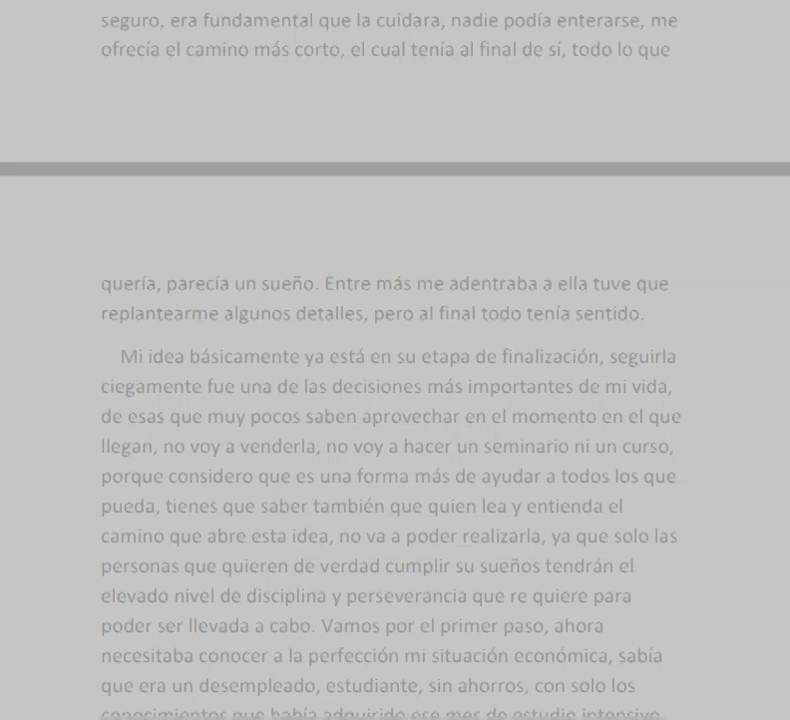 seguro, era fundamental que la cuidara, nadie podía enterarse, me
ofrecía el camino más corto, el cual tenía al final de sí, todo lo que
quería, parecía un sueño. Entre más me adentraba a ella tuve que
replantearme algunos detalles, pero al final todo tenía sentido.
Mi idea básicamente ya está en su etapa de finalización, seguirla
ciegamente fue una de las decisiones más importantes de mi vida,
de esas que muy pocos saben aprovechar en el momento en el que
llegan, no voy a venderla, no voy a hacer un seminario ni un curso,
porque considero que es una forma más de ayudar a todos los que
pueda, tienes que saber también que quien lea y entienda el
camino que abre esta idea, no va a poder realizarla, ya que solo las
personas que quieren de verdad cumplir su sueños tendrán el
elevado nivel de disciplina y perseverancia que re quiere para
poder ser llevada a cabo. Vamos por el primer paso, ahora
necesitaba conocer a la perfección mi situación económica, sabía
que era un desempleado, estudiante, sin ahorros, con solo los
conocimientos que había adquirido ese mes de estudio intensivo